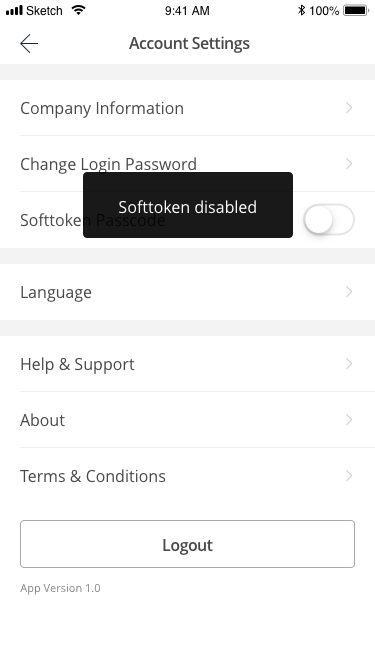 Sketch 9:41 AM 100%
Account Settings
Company Information
Change Login Password
Softtoken disabled
Softtoken Passcode
Language
Help & Support
About
Terms & Conditions
Logout
App Version 1.0